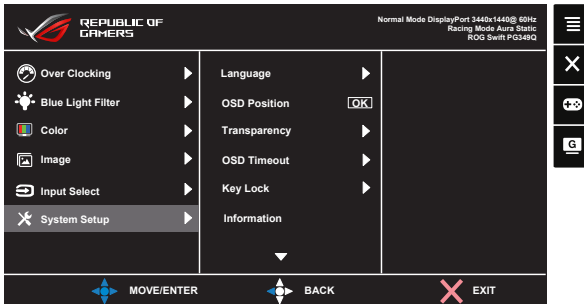 REPUBLIC OF
GAMERS
Normal Mode DisplayPort 3440x1440@ 60Hz
Racing Mode Aura Static
ROG Swift PG349Q
Over Clocking
Blue Light Filter
Color
Image
Input Select
System Setup
Language
OSD Position OK
Transparency
OSD Timeout
Key Lock
Information
MOVE/ENTER
BACK
EXIT
G